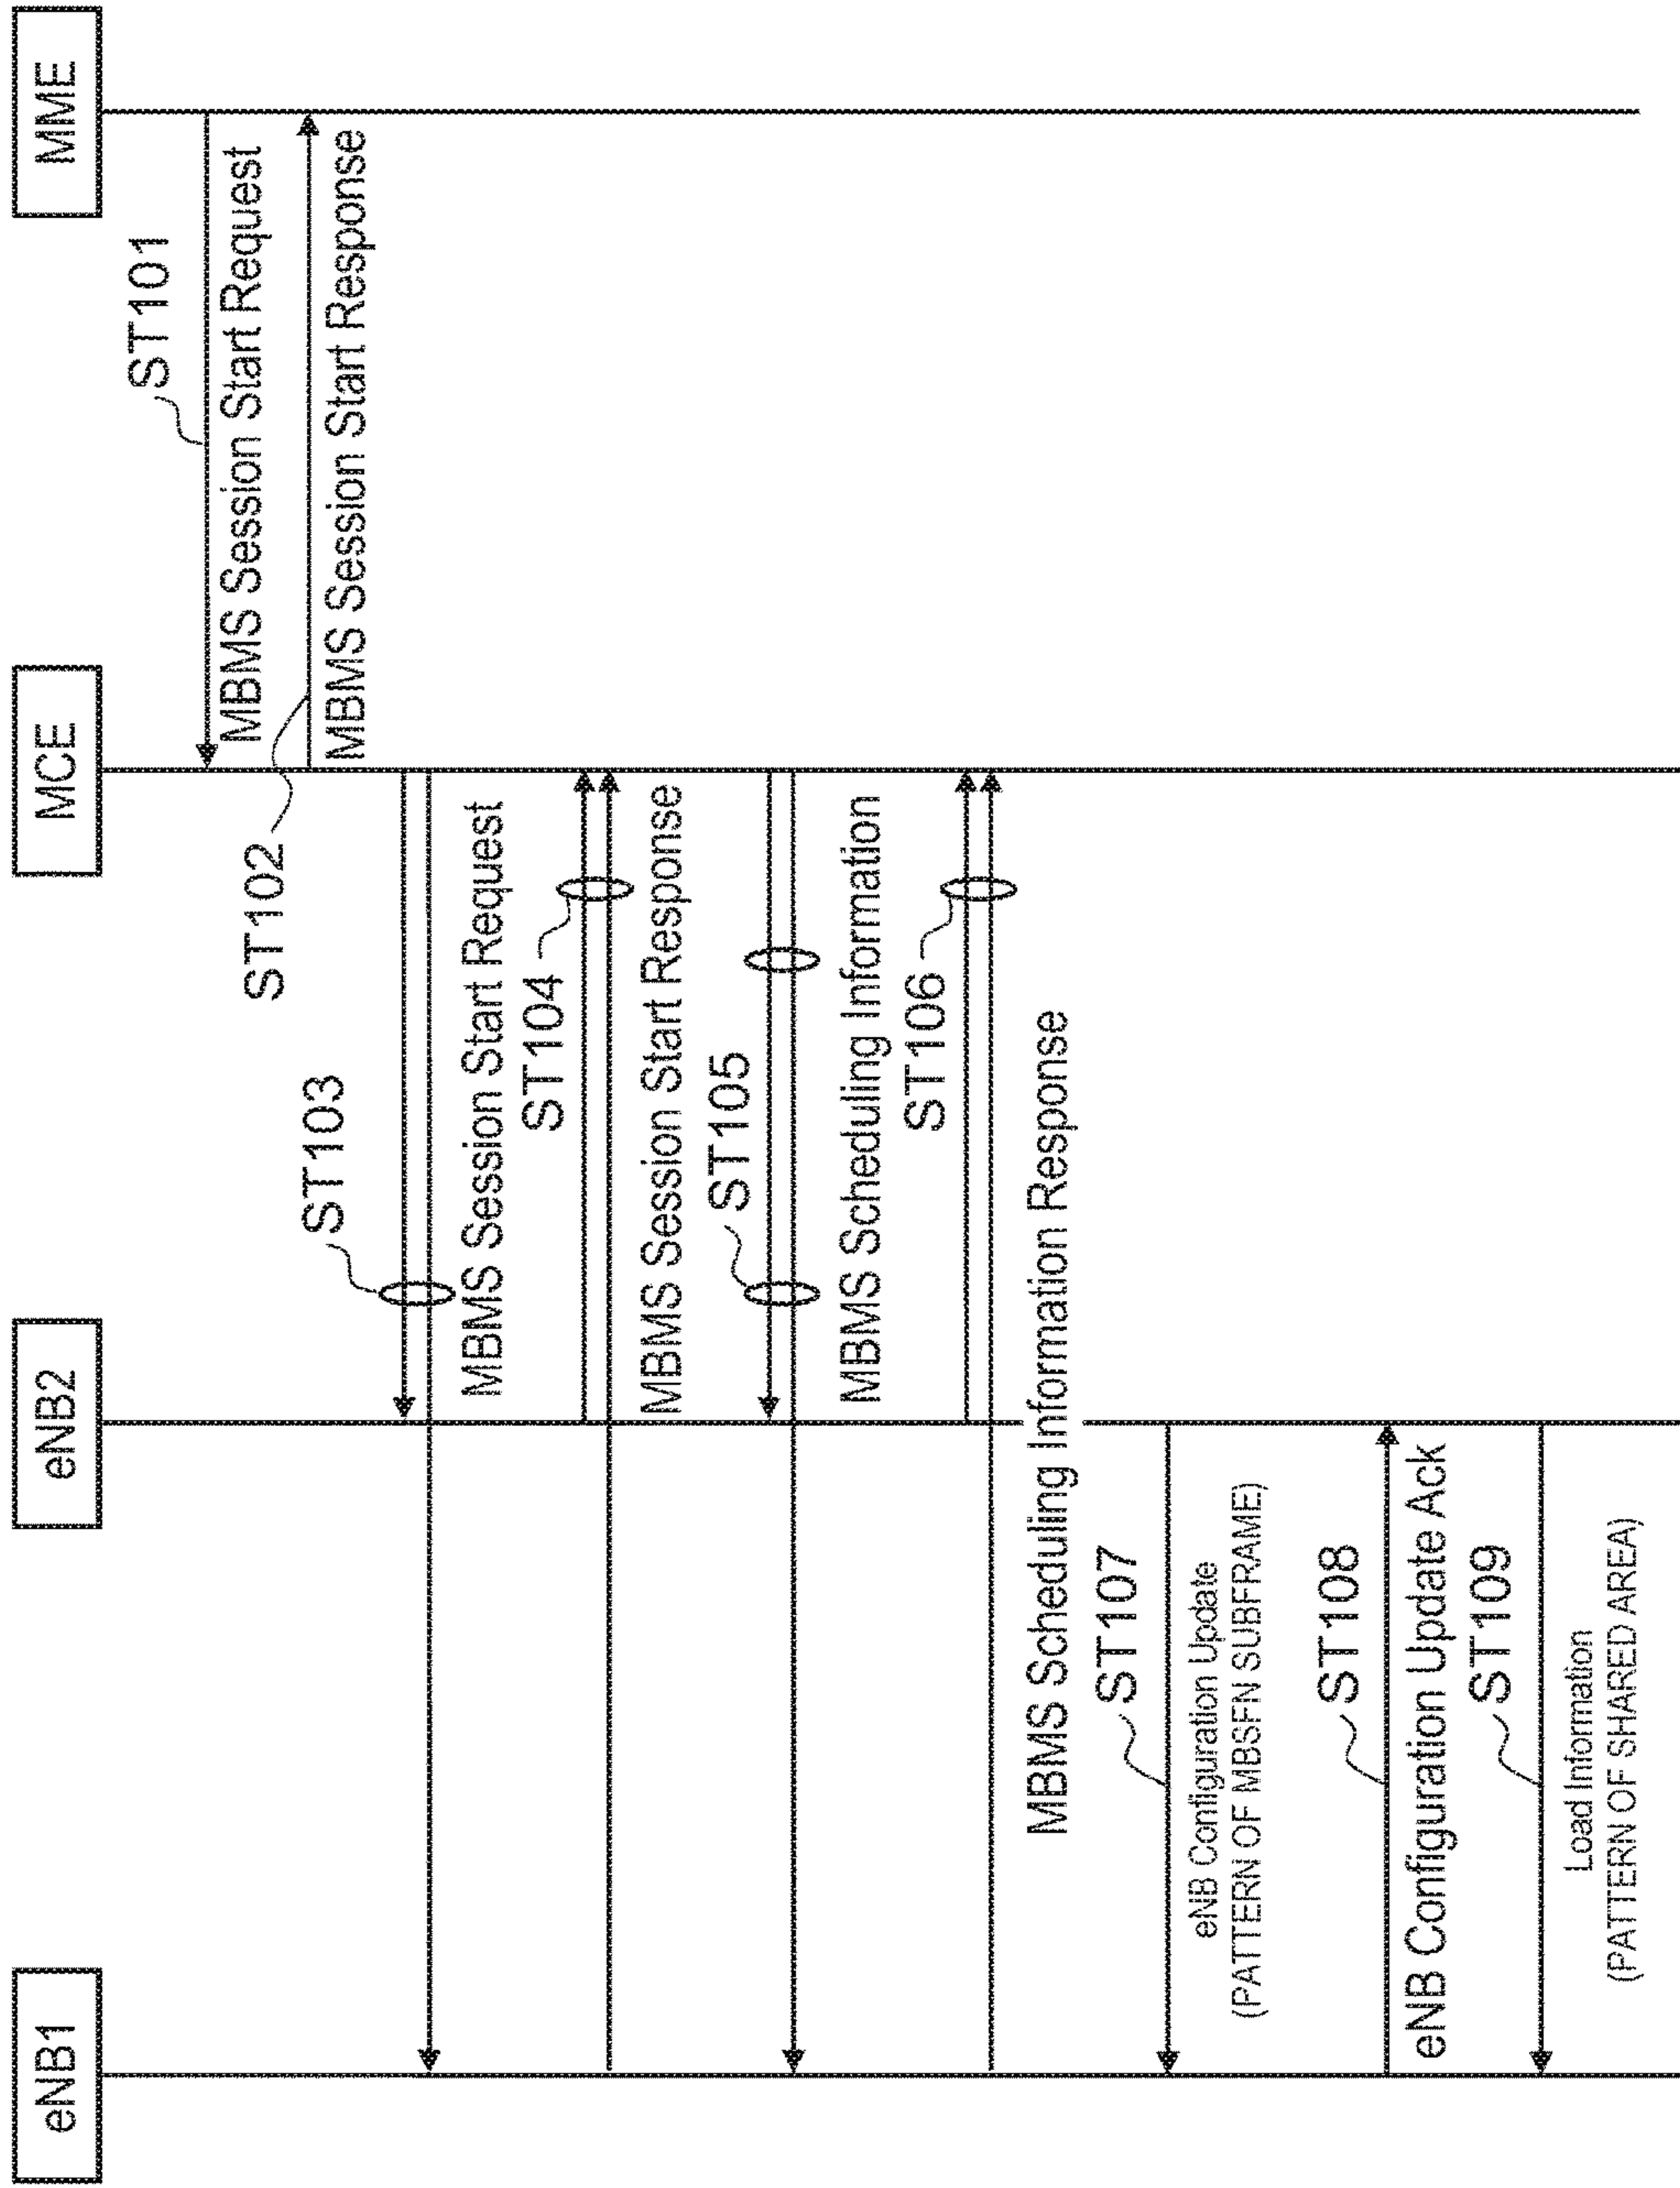 eNB1
eNB2
MCE
MME
ST101
MBMS Session Start Request
ST102
MBMS Session Start Response
ST103
MBMS Session Start Request
ST104
MBMS Session Start Response
ST105
MBMS Scheduling Information
ST106
MBMS Scheduling Information Response
ST107
eNB Configuration Update
(PATTERN OF MBSFN SUBFRAME)
ST108
eNB Configuration Update Ack
ST109
Load Information
(PATTERN OF SHARED AREA)